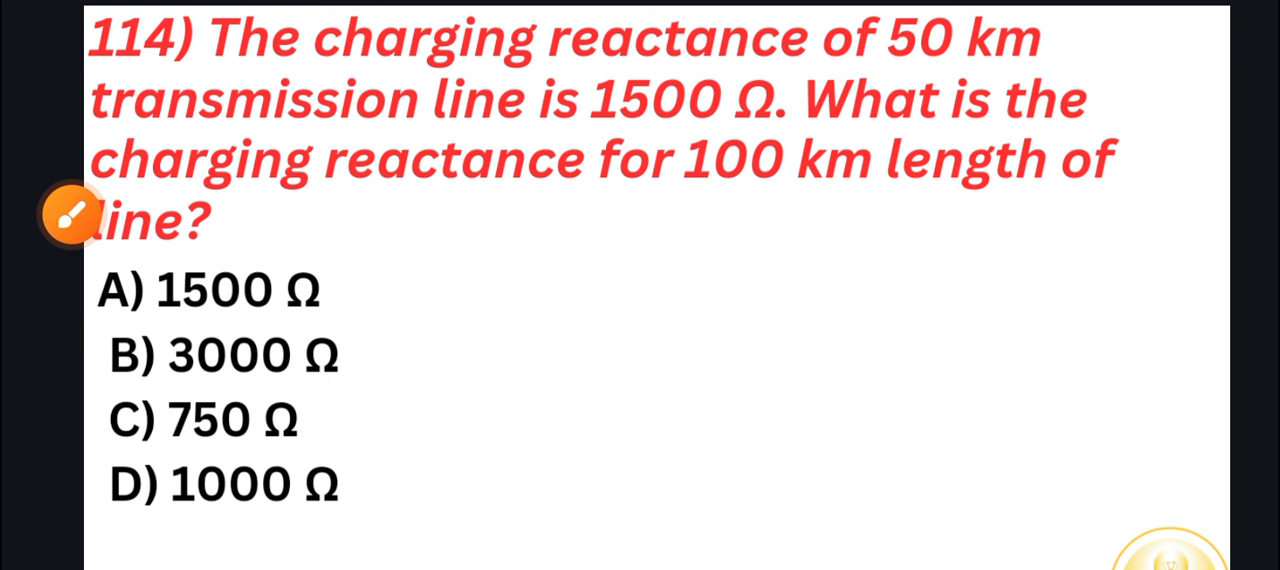 114) The charging reactance of 50 km
transmission line is 1500 Ω. What is the
charging reactance for 100 km length of
line?
A) 1500 Ω
B) 3000 Ω
C) 750 Ω
D) 1000 Ω